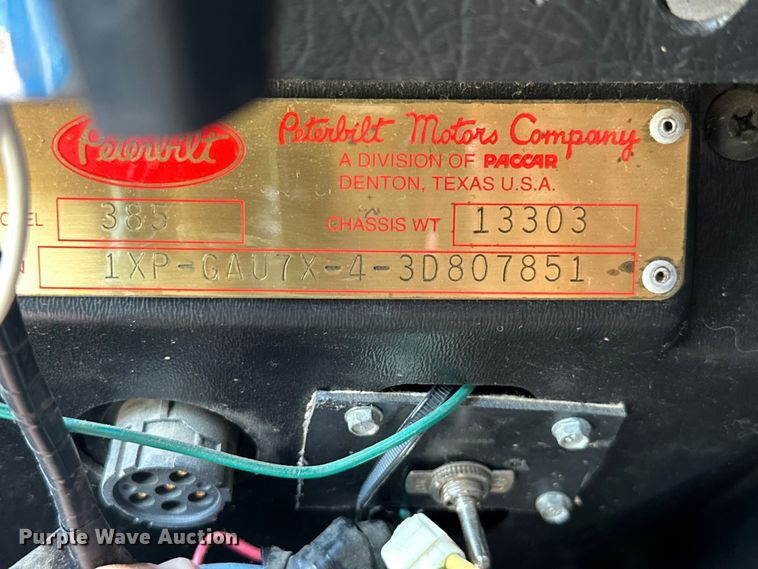 Peterbilt
Peterbilt Motors Company
A DIVISION OF PACCAR
DENTON, TEXAS U.S.A.
385
CHASSIS WT 13303
1XP-GAU7X-4-3D807851
Purple Wave Auction